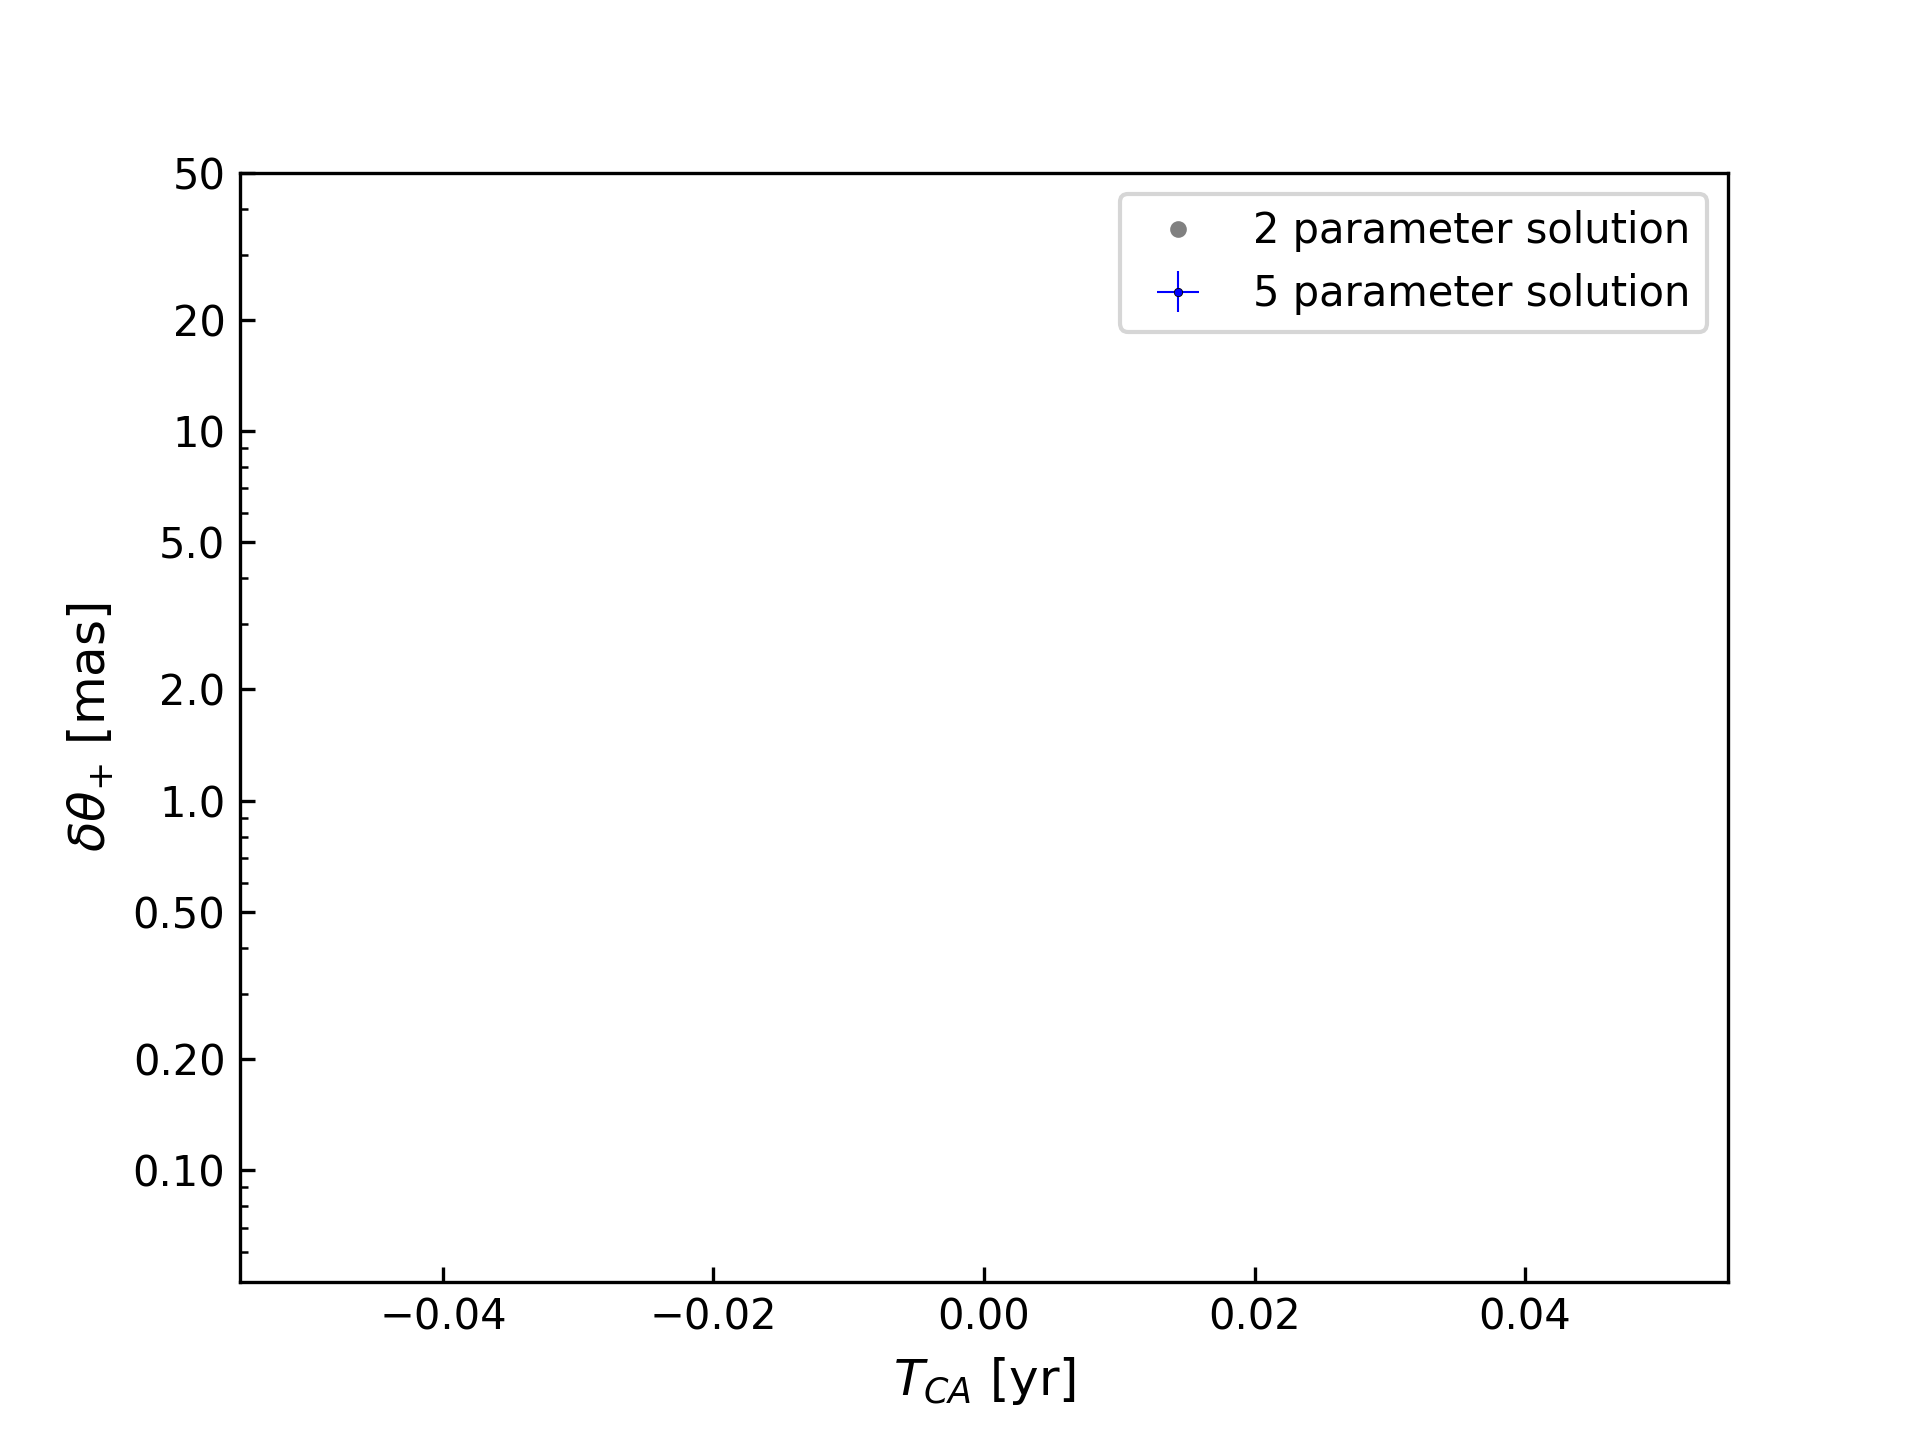 2 parameter solution
5 parameter solution
50
20
10
5.0
2.0
1.0
0.50
0.20
0.10
δθ₊ [mas]
−0.04 −0.02 0.00 0.02 0.04
T_CA [yr]